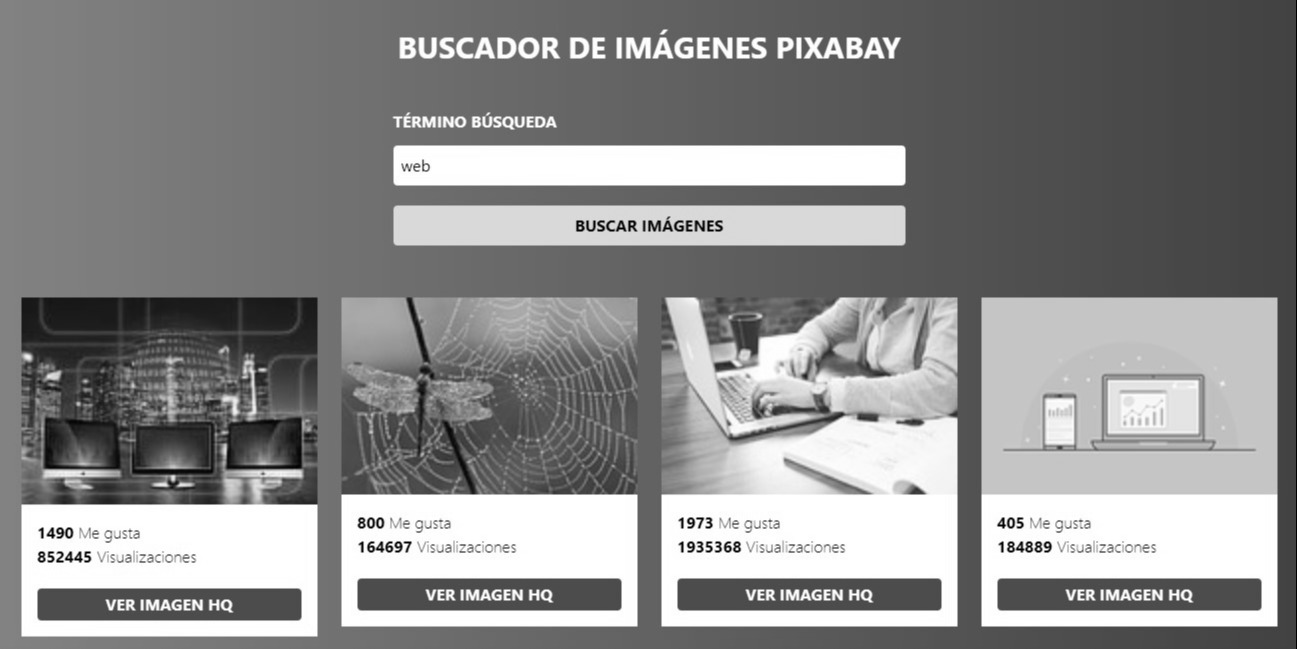 BUSCADOR DE IMÁGENES PIXABAY
TÉRMINO BÚSQUEDA
web
BUSCAR IMÁGENES
1490 Me gusta
852445 Visualizaciones
VER IMAGEN HQ
800 Me gusta
164697 Visualizaciones
VER IMAGEN HQ
1973 Me gusta
1935368 Visualizaciones
VER IMAGEN HQ
405 Me gusta
184889 Visualizaciones
VER IMAGEN HQ